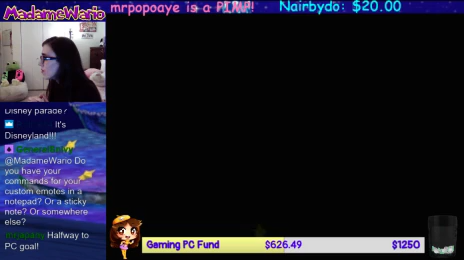 MadameWario
mrpopoaye is a PIMP!!
Nairbydo: $20.00
Disney parade?
It's
Disneyland!!!
@MadameWario Do
you have your
commands for your
custom emotes in a
notepad? Or a sticky
note? Or somewhere
else?
Halfway to
PC goal!
Gaming PC Fund $626.49 $1250